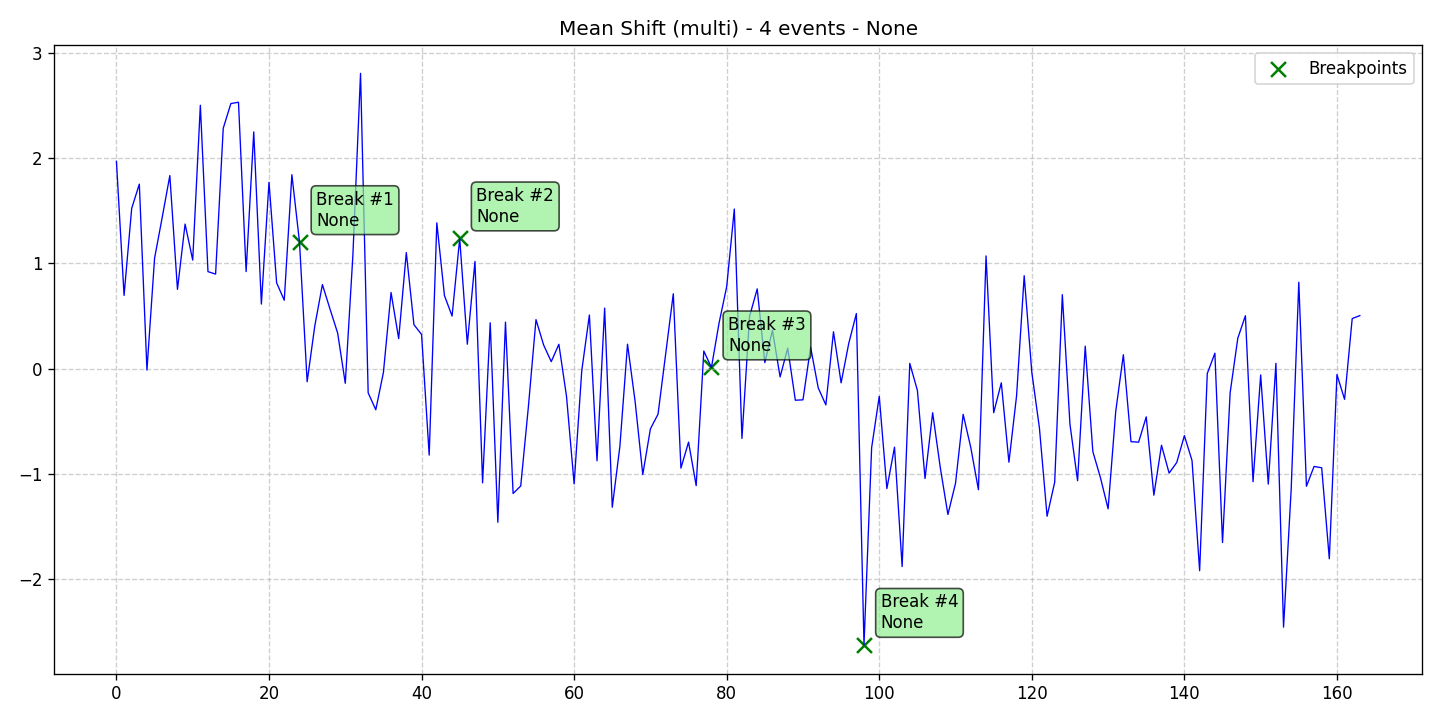 Mean Shift (multi) - 4 events - None
3
2
1
0
−1
−2
Breakpoints
Break #1
None
Break #2
None
Break #3
None
Break #4
None
0 20 40 60 80 100 120 140 160